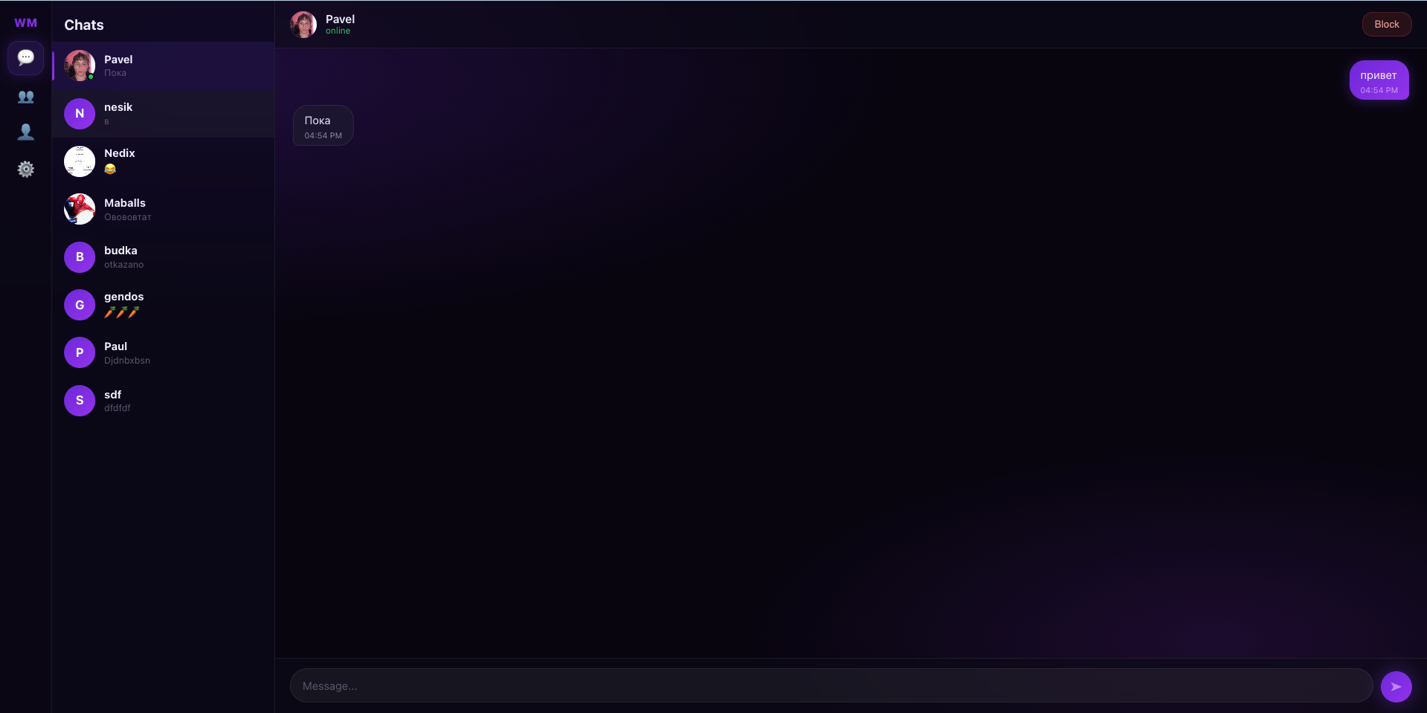 WM
Chats
Pavel
Пока
nesik
в
Nedix
😂
Maballs
Овововтат
budka
otkazano
gendos
🥕🥕🥕
Paul
Djdnbxbsn
sdf
dfdfdf
N
B
G
P
S
Pavel
online
Block
привет
04:54 PM
Пока
04:54 PM
Message...